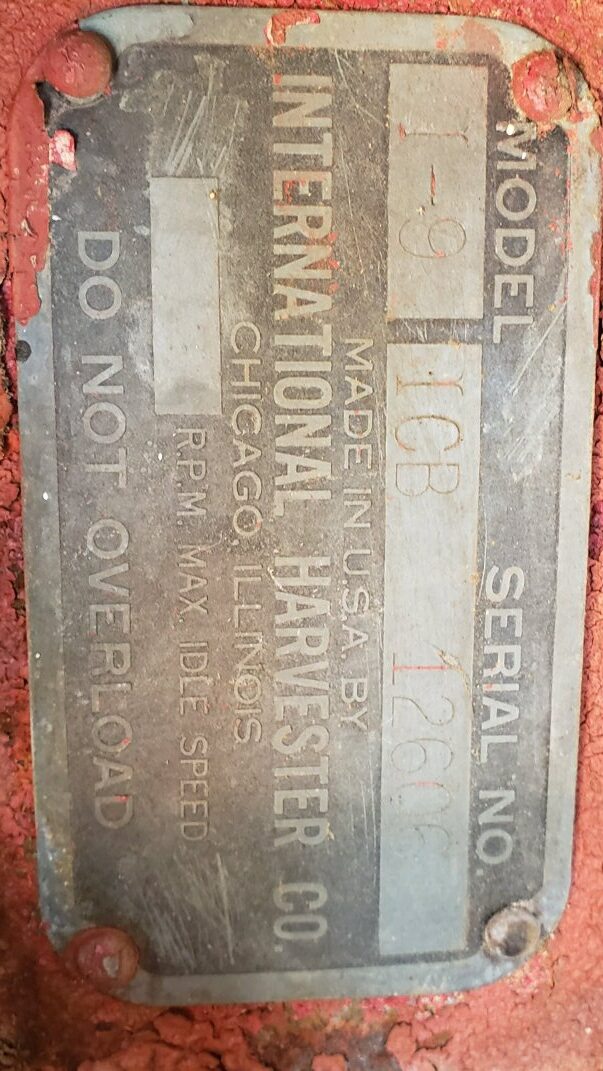 MODEL SERIAL NO.
I-9 ICB 12606
MADE IN U.S.A. BY
INTERNATIONAL HARVESTER CO.
CHICAGO, ILLINOIS
R.P.M. MAX. IDLE SPEED
DO NOT OVERLOAD